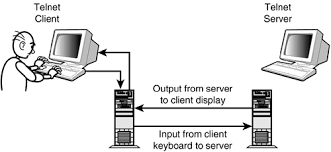 Telnet
Client
Telnet
Server
Output from server
to client display
Input from client
keyboard to server